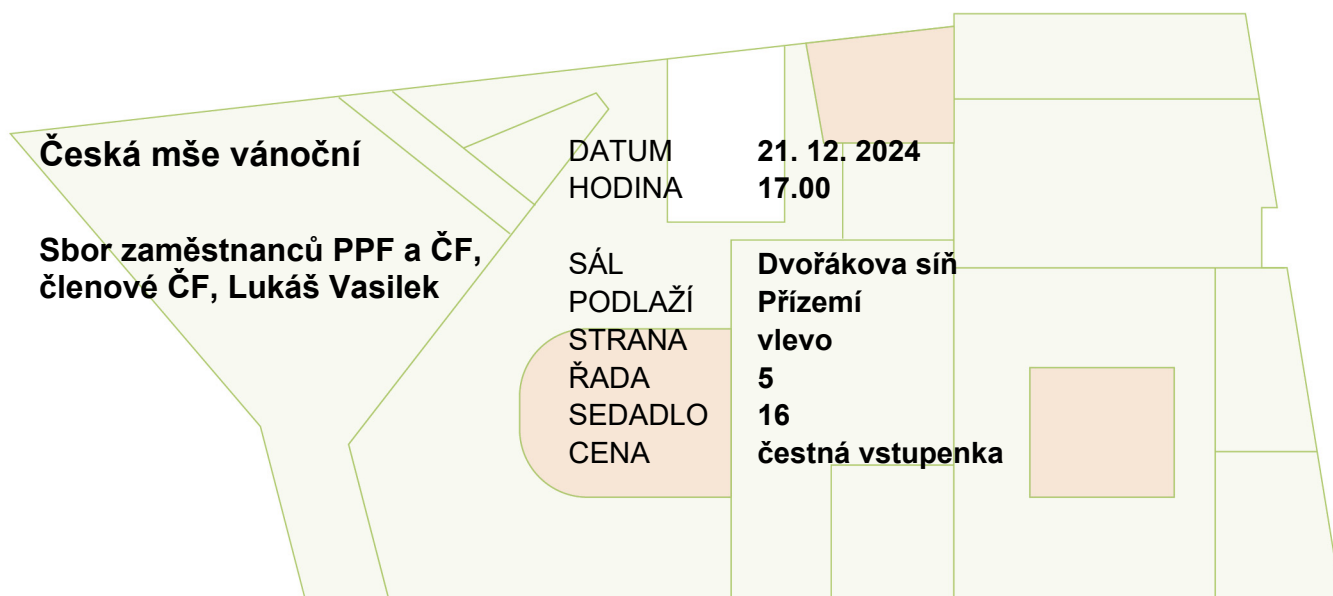 Česká mše vánoční
Sbor zaměstnanců PPF a ČF,
členové ČF, Lukáš Vasilek
DATUM 21. 12. 2024
HODINA 17.00
SÁL Dvořákova síň
PODLAŽÍ Přízemí
STRANA vlevo
ŘADA 5
SEDADLO 16
CENA čestná vstupenka